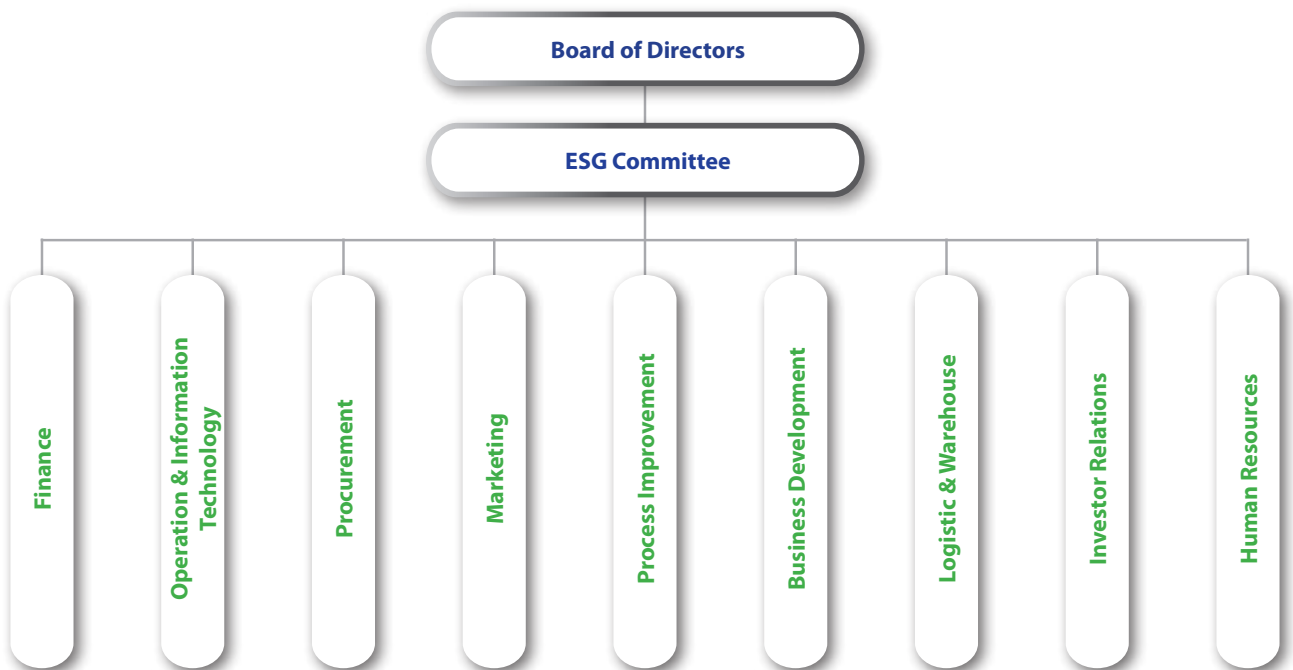 Board of Directors
ESG Committee
Finance
Operation & Information
Technology
Procurement
Marketing
Process Improvement
Business Development
Logistic & Warehouse
Investor Relations
Human Resources